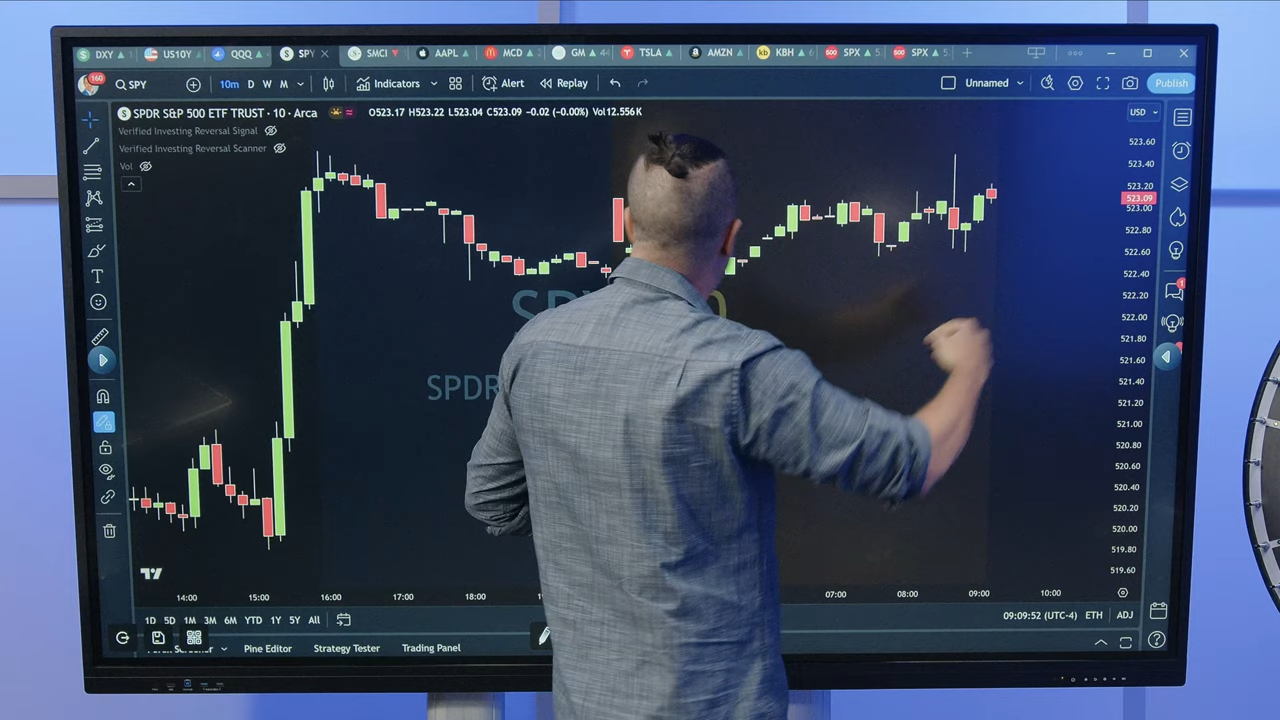 DXY US10Y QQQ SPY SMCI AAPL MCD GM TSLA AMZN KBH SPX SPX
160 SPY 10m D W M Indicators Alert Replay Unnamed Publish
SPDR S&P 500 ETF TRUST · 10 · Arca O523.17 H523.22 L523.04 C523.09 −0.02 (−0.00%) Vol12.556K USD
Verified Investing Reversal Signal
Verified Investing Reversal Scanner
Vol
523.60
523.40
523.20
523.09
523.00
522.80
522.60
522.40
522.20
522.00
521.80
521.60
521.40
521.20
521.00
520.80
520.60
520.40
520.20
520.00
519.80
519.60
SPDR
14:00 15:00 16:00 17:00 18:00 07:00 08:00 09:00 10:00
1D 5D 1M 3M 6M YTD 1Y 5Y All 09:09:52 (UTC-4) ETH ADJ
Pine Editor Strategy Tester Trading Panel